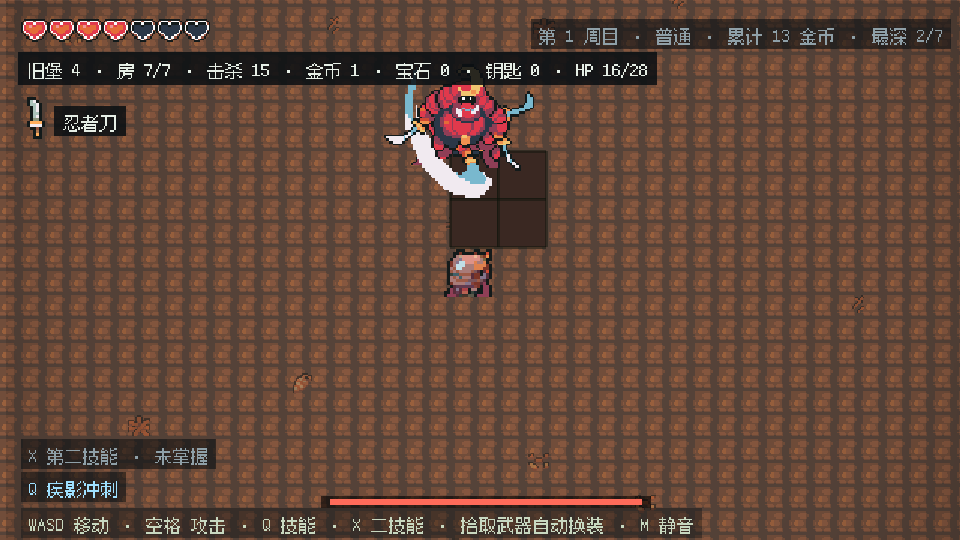 第 1 周目 · 普通 · 累计 13 金币 · 最深 2/7
旧堡 4 · 房 7/7 · 击杀 15 · 金币 1 · 宝石 0 · 钥匙 0 · HP 16/28
忍者刀
X 第二技能 · 未掌握
Q 疾影冲刺
WASD 移动 · 空格 攻击 · Q 技能 · X 二技能 · 拾取武器自动换装 · M 静音